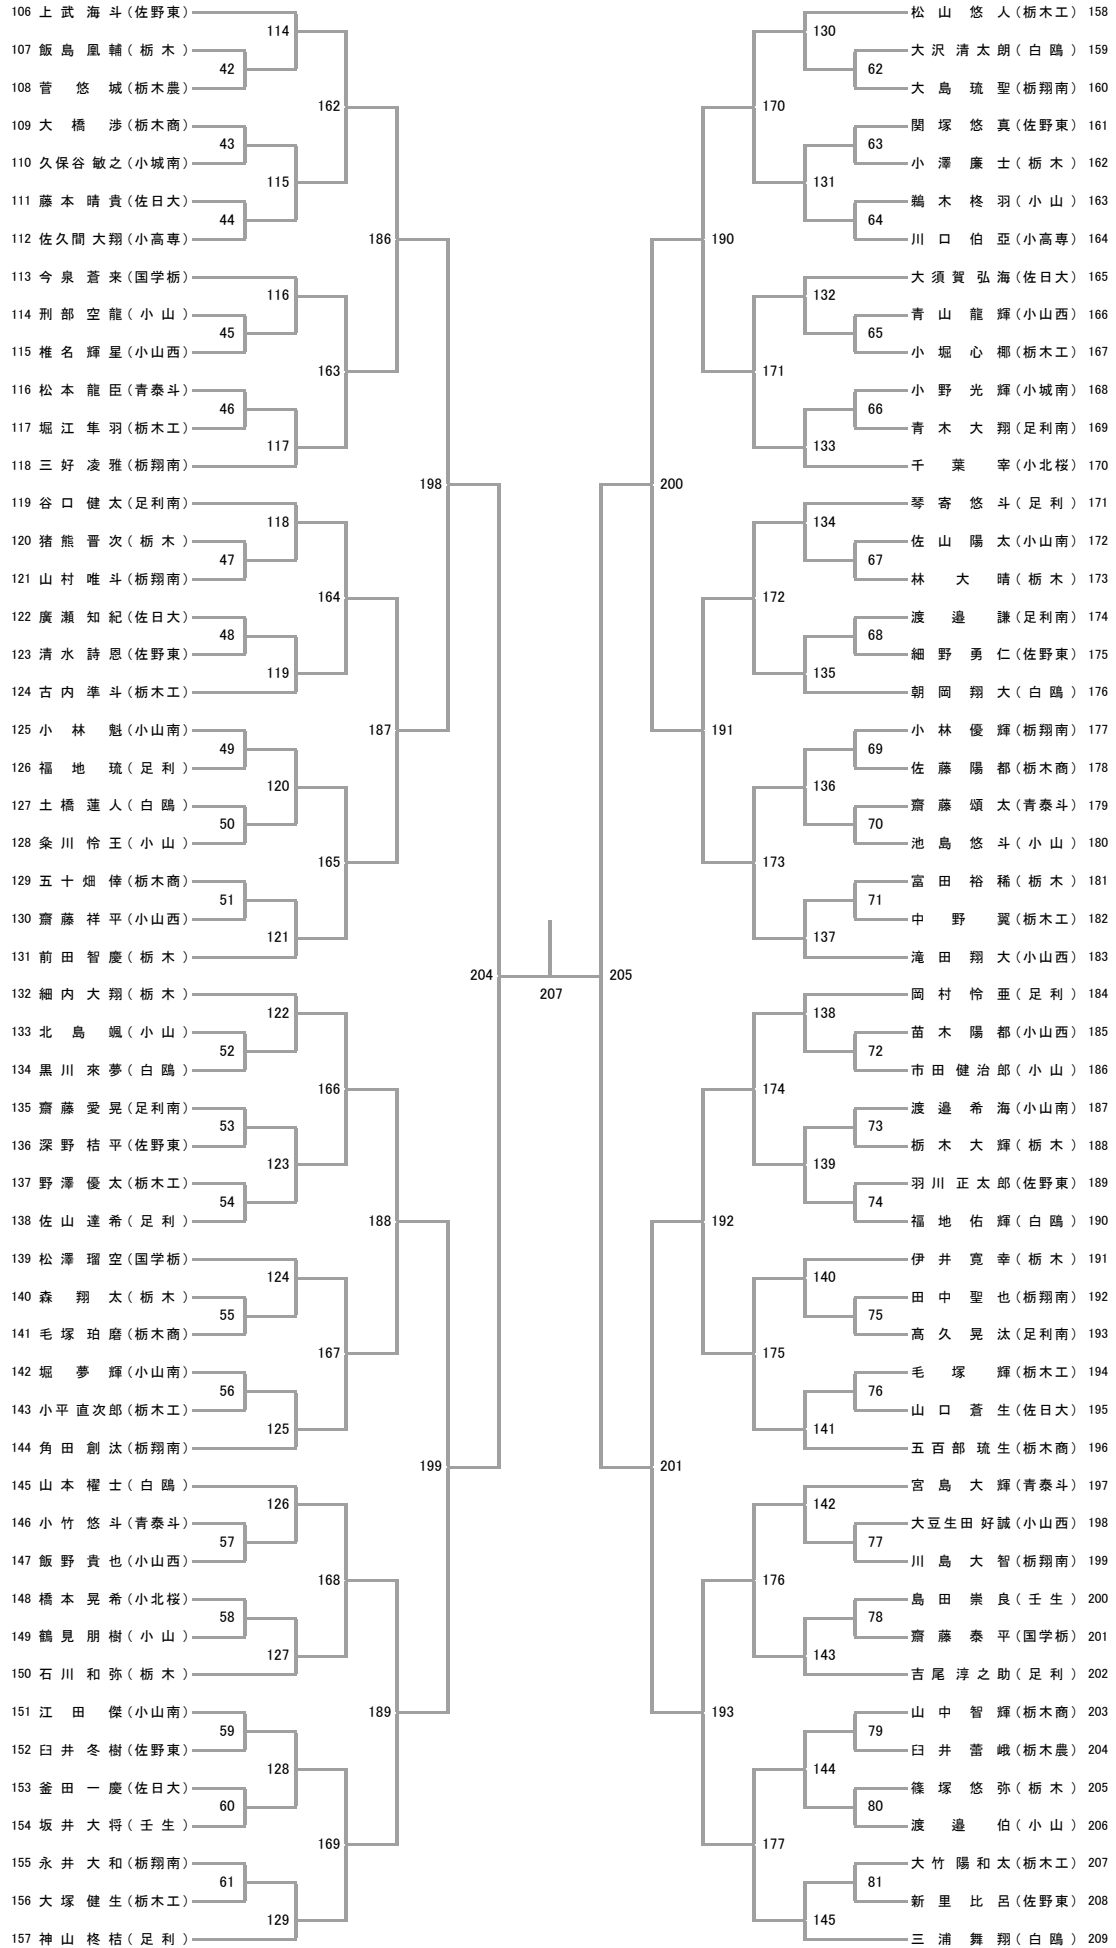 106 上武海斗(佐野東)
107 飯島凰輔(栃木)
108 菅悠城(栃木農)
109 大橋渉(栃木商)
110 久保谷敏之(小城南)
111 藤本晴貴(佐日大)
112 佐久間大翔(小高専)
113 今泉蒼来(国学栃)
114 刑部空龍(小山)
115 椎名輝星(小山西)
116 松本龍臣(青泰斗)
117 堀江隼羽(栃木工)
118 三好凌雅(栃翔南)
119 谷口健太(足利南)
120 猪熊晋次(栃木)
121 山村唯斗(栃翔南)
122 廣瀬知紀(佐日大)
123 清水詩恩(佐野東)
124 古内準斗(栃木工)
125 小林魁(小山南)
126 福地琉(足利)
127 土橋蓮人(白鴎)
128 粂川怜王(小山)
129 五十畑倖(栃木商)
130 齋藤祥平(小山西)
131 前田智慶(栃木)
132 細内大翔(栃木)
133 北島颯(小山)
134 黒川來夢(白鴎)
135 齋藤愛晃(足利南)
136 深野桔平(佐野東)
137 野澤優太(栃木工)
138 佐山達希(足利)
139 松澤瑠空(国学栃)
140 森翔太(栃木)
141 毛塚珀磨(栃木商)
142 堀夢輝(小山南)
143 小平直次郎(栃木工)
144 角田創汰(栃翔南)
145 山本櫂士(白鴎)
146 小竹悠斗(青泰斗)
147 飯野貴也(小山西)
148 橋本晃希(小北桜)
149 鶴見朋樹(小山)
150 石川和弥(栃木)
151 江田傑(小山南)
152 臼井冬樹(佐野東)
153 釜田一慶(佐日大)
154 坂井大将(壬生)
155 永井大和(栃翔南)
156 大塚健生(栃木工)
157 神山柊桔(足利)
42
43
44
45
46
47
48
49
50
51
52
53
54
55
56
57
58
59
60
61
114
115
116
117
118
119
120
121
122
123
124
125
126
127
128
129
162
163
164
165
166
167
168
169
186
187
188
189
198
199
204
207
205
200
201
190
191
192
193
170
171
172
173
174
175
176
177
130
131
132
133
134
135
136
137
138
139
140
141
142
143
144
145
62
63
64
65
66
67
68
69
70
71
72
73
74
75
76
77
78
79
80
81
松山悠人(栃木工) 158
大沢清太朗(白鴎) 159
大島琉聖(栃翔南) 160
関塚悠真(佐野東) 161
小澤廉士(栃木) 162
鵜木柊羽(小山) 163
川口伯亞(小高専) 164
大須賀弘海(佐日大) 165
青山龍輝(小山西) 166
小堀心椰(栃木工) 167
小野光輝(小城南) 168
青木大翔(足利南) 169
千葉宰(小北桜) 170
琴寄悠斗(足利) 171
佐山陽太(小山南) 172
林大晴(栃木) 173
渡邉謙(足利南) 174
細野勇仁(佐野東) 175
朝岡翔大(白鴎) 176
小林優輝(栃翔南) 177
佐藤陽都(栃木商) 178
齋藤頌太(青泰斗) 179
池島悠斗(小山) 180
富田裕稀(栃木) 181
中野翼(栃木工) 182
滝田翔大(小山西) 183
岡村怜亜(足利) 184
苗木陽都(小山西) 185
市田健治郎(小山) 186
渡邉希海(小山南) 187
栃木大輝(栃木) 188
羽川正太郎(佐野東) 189
福地佑輝(白鴎) 190
伊井寛幸(栃木) 191
田中聖也(栃翔南) 192
髙久晃汰(足利南) 193
毛塚輝(栃木工) 194
山口蒼生(佐日大) 195
五百部琉生(栃木商) 196
宮島大輝(青泰斗) 197
大豆生田好誠(小山西) 198
川島大智(栃翔南) 199
島田崇良(壬生) 200
齋藤泰平(国学栃) 201
吉尾淳之助(足利) 202
山中智輝(栃木商) 203
臼井蕾峨(栃木農) 204
篠塚悠弥(栃木) 205
渡邉伯(小山) 206
大竹陽和太(栃木工) 207
新里比呂(佐野東) 208
三浦舞翔(白鴎) 209